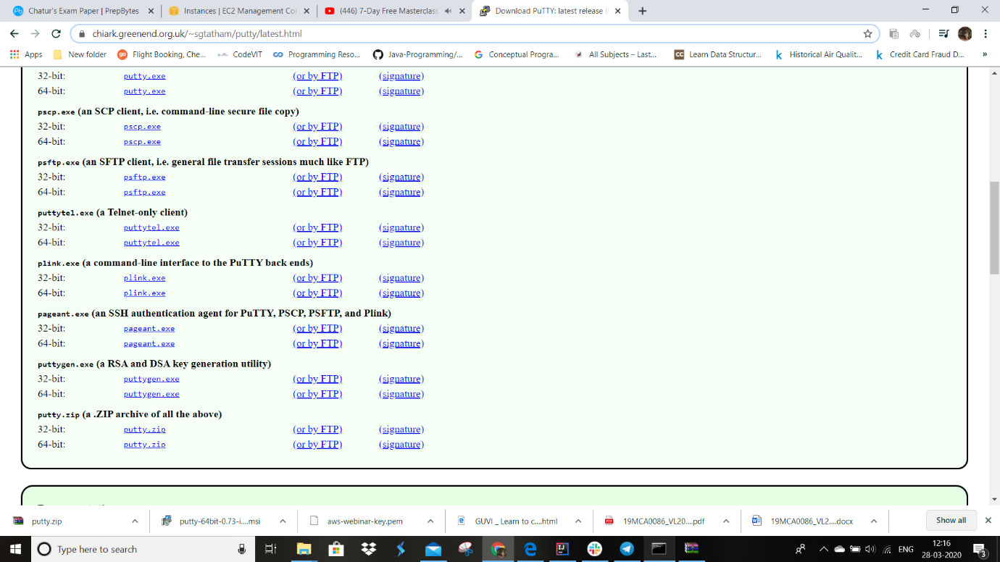 Chatur's Exam Paper | PrepBytes
Instances | EC2 Management Con
(446) 7-Day Free Masterclass
Download PuTTY: latest release (
chiark.greenend.org.uk/~sgtatham/putty/latest.html
Apps
New folder
Flight Booking, Che...
CodeVIT
Programming Reso...
Java-Programming/...
Conceptual Progra...
All Subjects – Last...
CC Learn Data Structur...
Historical Air Qualit...
Credit Card Fraud D...
»
32-bit: putty.exe (or by FTP) (signature)
64-bit: putty.exe (or by FTP) (signature)
pscp.exe (an SCP client, i.e. command-line secure file copy)
32-bit: pscp.exe (or by FTP) (signature)
64-bit: pscp.exe (or by FTP) (signature)
psftp.exe (an SFTP client, i.e. general file transfer sessions much like FTP)
32-bit: psftp.exe (or by FTP) (signature)
64-bit: psftp.exe (or by FTP) (signature)
puttytel.exe (a Telnet-only client)
32-bit: puttytel.exe (or by FTP) (signature)
64-bit: puttytel.exe (or by FTP) (signature)
plink.exe (a command-line interface to the PuTTY back ends)
32-bit: plink.exe (or by FTP) (signature)
64-bit: plink.exe (or by FTP) (signature)
pageant.exe (an SSH authentication agent for PuTTY, PSCP, PSFTP, and Plink)
32-bit: pageant.exe (or by FTP) (signature)
64-bit: pageant.exe (or by FTP) (signature)
puttygen.exe (a RSA and DSA key generation utility)
32-bit: puttygen.exe (or by FTP) (signature)
64-bit: puttygen.exe (or by FTP) (signature)
putty.zip (a .ZIP archive of all the above)
32-bit: putty.zip (or by FTP) (signature)
64-bit: putty.zip (or by FTP) (signature)
putty.zip
putty-64bit-0.73-i....msi
aws-webinar-key.pem
GUVI _ Learn to c....html
19MCA0086_VL20....pdf
19MCA0086_VL2....docx
Show all
Type here to search
ENG
12:16
28-03-2020
3